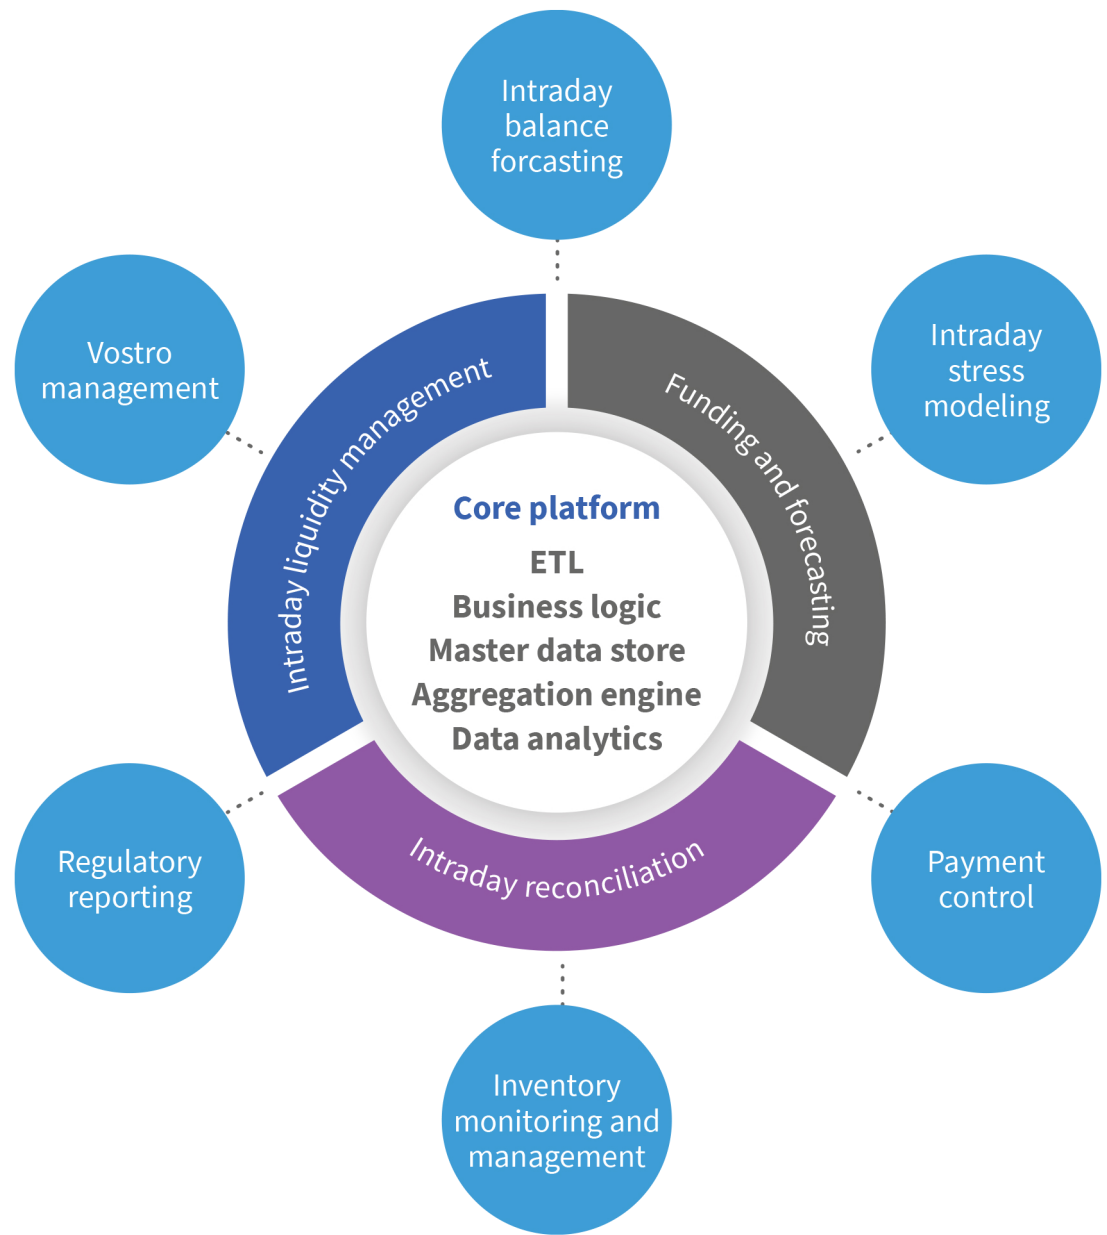 Intraday
balance
forcasting
Vostro
management
Intraday
stress
modeling
Intraday liquidity management
Funding and forecasting
Core platform
ETL
Business logic
Master data store
Aggregation engine
Data analytics
Intraday reconciliation
Regulatory
reporting
Payment
control
Inventory
monitoring and
management